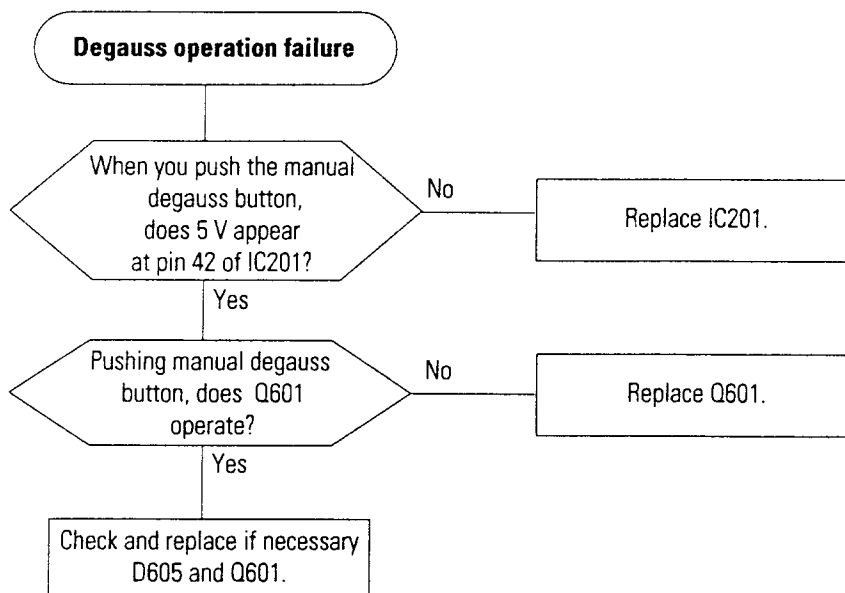 Degauss operation failure
When you push the manual
degauss button,
does 5 V appear
at pin 42 of IC201?
No
Replace IC201.
Yes
Pushing manual degauss
button, does Q601
operate?
No
Replace Q601.
Yes
Check and replace if necessary
D605 and Q601.